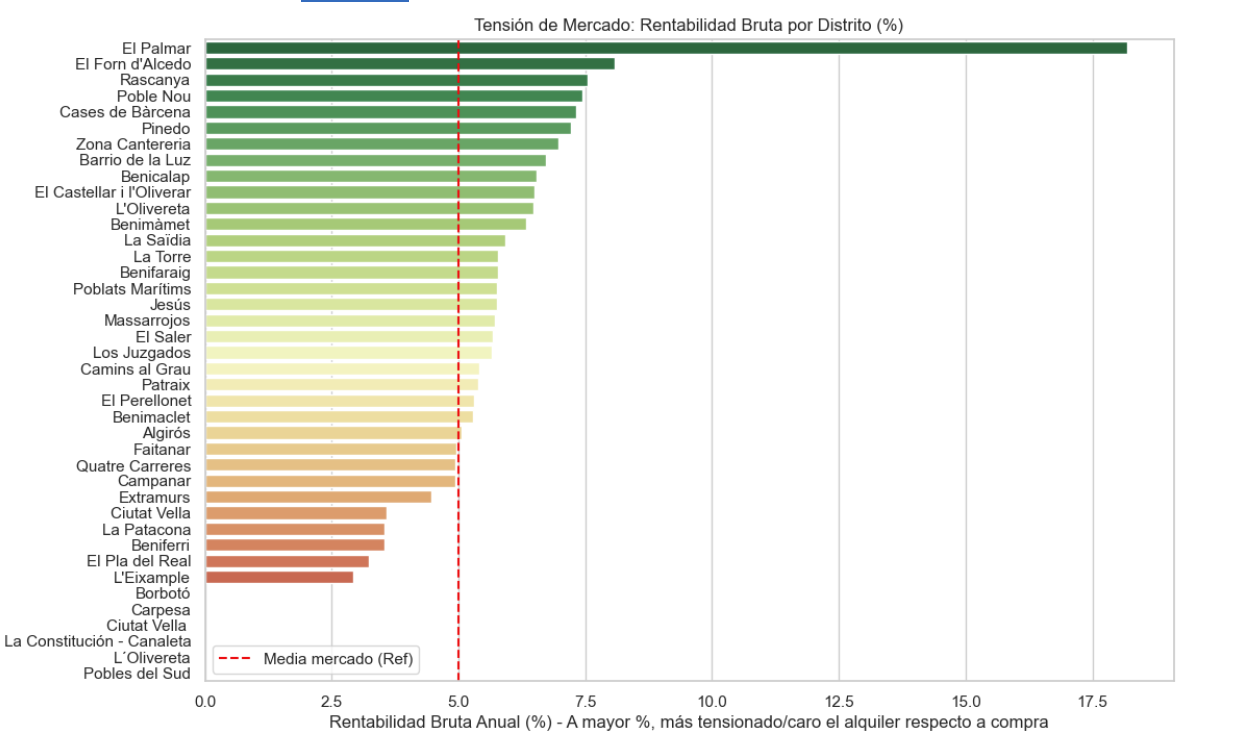 Tensión de Mercado: Rentabilidad Bruta por Distrito (%)
El Palmar
El Forn d'Alcedo
Rascanya
Poble Nou
Cases de Bàrcena
Pinedo
Zona Cantereria
Barrio de la Luz
Benicalap
El Castellar i l'Oliverar
L'Olivereta
Benimàmet
La Saïdia
La Torre
Benifaraig
Poblats Marítims
Jesús
Massarrojos
El Saler
Los Juzgados
Camins al Grau
Patraix
El Perellonet
Benimaclet
Algirós
Faitanar
Quatre Carreres
Campanar
Extramurs
Ciutat Vella
La Patacona
Beniferri
El Pla del Real
L'Eixample
Borbotó
Carpesa
Ciutat Vella
La Constitución - Canaleta
L´Olivereta
Pobles del Sud
Media mercado (Ref)
0.0 2.5 5.0 7.5 10.0 12.5 15.0 17.5
Rentabilidad Bruta Anual (%) - A mayor %, más tensionado/caro el alquiler respecto a compra